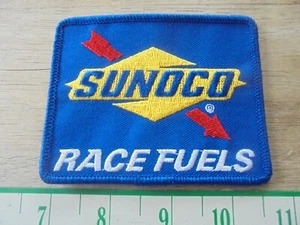 SUNOCO
®
RACE FUELS
7 8 9 10 11